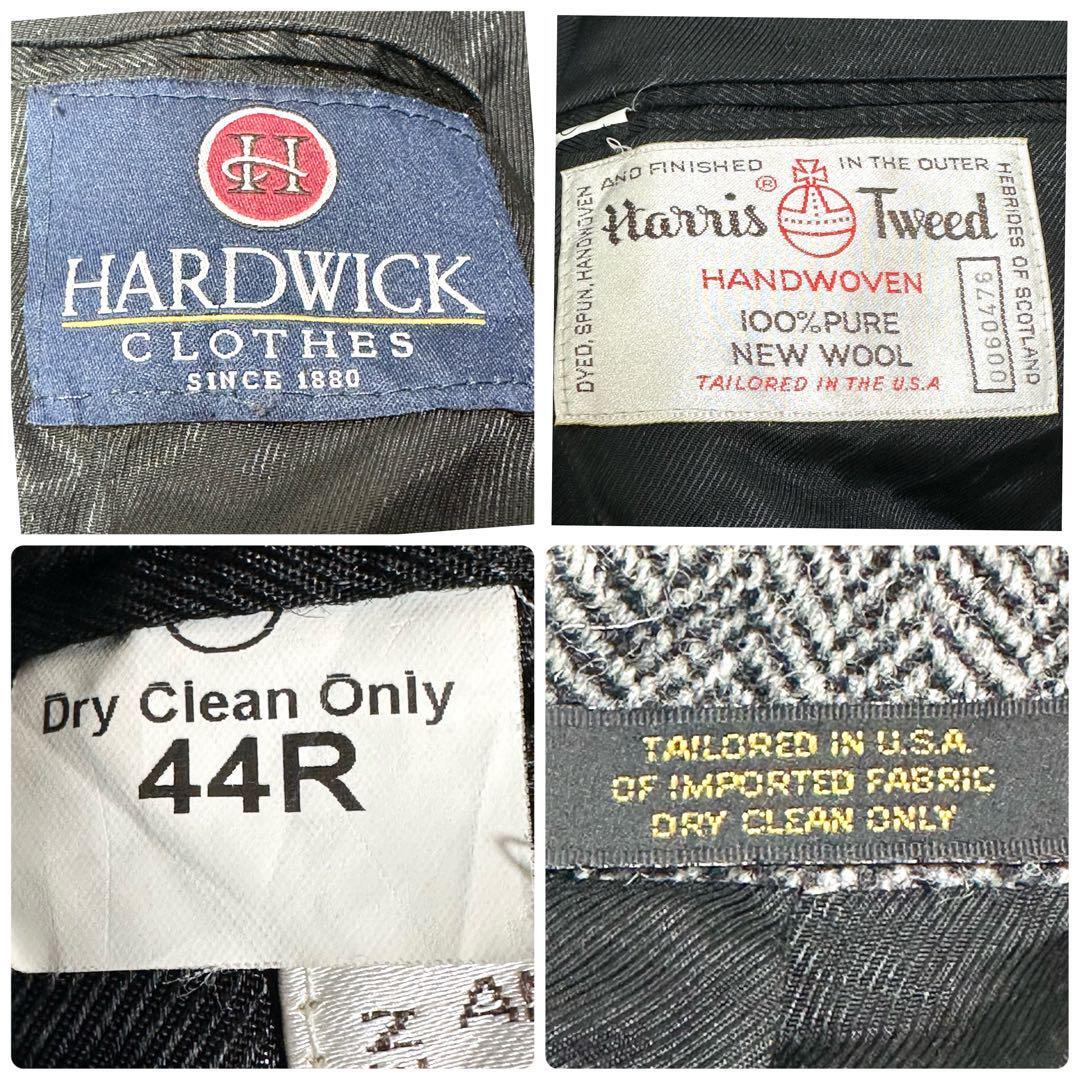 H
HARDWICK
CLOTHES
SINCE 1880
DYED, SPUN, HANDWOVEN AND FINISHED IN THE OUTER HEBRIDES OF SCOTLAND
Harris® Tweed
HANDWOVEN
100% PURE
NEW WOOL
TAILORED IN THE U.S.A
0060476
Dry Clean Only
44R
TAILORED IN U.S.A.
OF IMPORTED FABRIC
DRY CLEAN ONLY